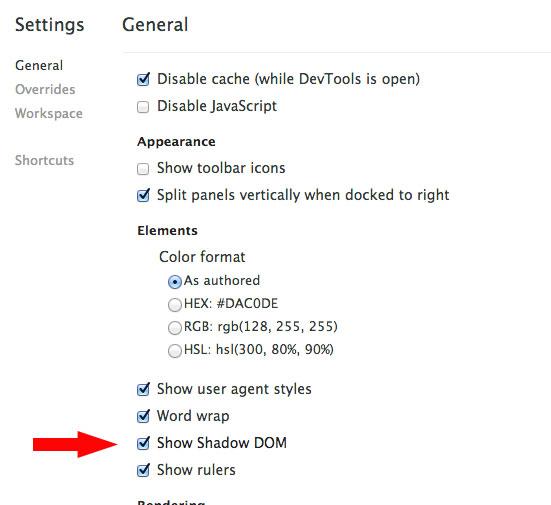 Settings
General
General
Overrides
Workspace
Shortcuts
Disable cache (while DevTools is open)
Disable JavaScript
Appearance
Show toolbar icons
Split panels vertically when docked to right
Elements
Color format
As authored
HEX: #DAC0DE
RGB: rgb(128, 255, 255)
HSL: hsl(300, 80%, 90%)
Show user agent styles
Word wrap
Show Shadow DOM
Show rulers
Rendering